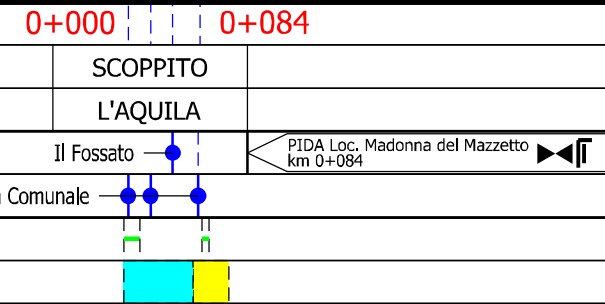 0+000 0+084
SCOPPITO
L'AQUILA
Il Fossato
PIDA Loc. Madonna del Mazzetto
km 0+084
Comunale